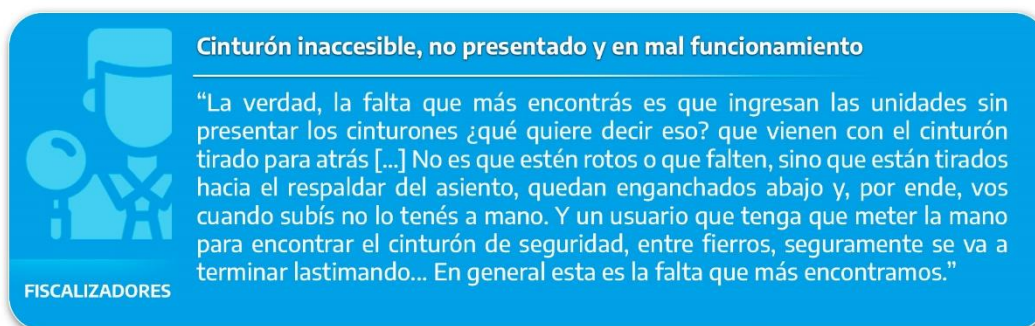 Cinturón inaccesible, no presentado y en mal funcionamiento
“La verdad, la falta que más encontrás es que ingresan las unidades sin
presentar los cinturones ¿qué quiere decir eso? que vienen con el cinturón
tirado para atrás [...] No es que estén rotos o que falten, sino que están tirados
hacia el respaldar del asiento, quedan enganchados abajo y, por ende, vos
cuando subís no lo tenés a mano. Y un usuario que tenga que meter la mano
para encontrar el cinturón de seguridad, entre fierros, seguramente se va a
terminar lastimando... En general esta es la falta que más encontramos.”
FISCALIZADORES